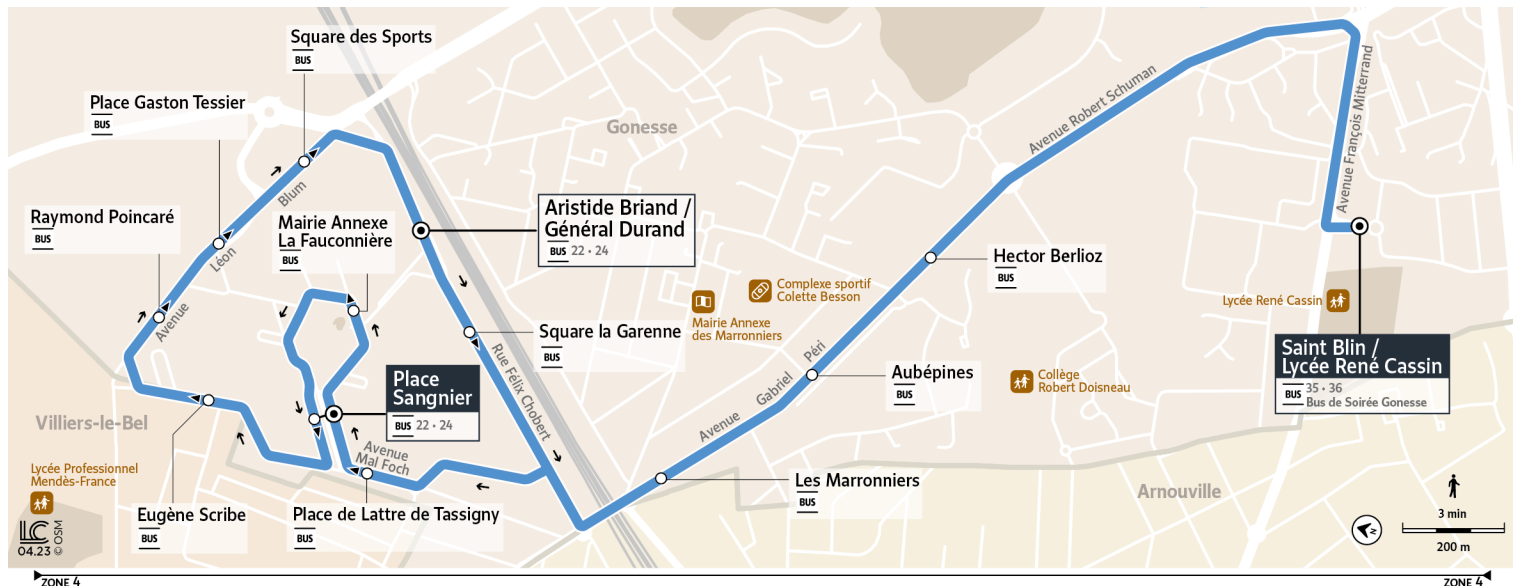 Square des Sports
BUS
Place Gaston Tessier
BUS
Gonesse
Avenue Robert Schuman
Avenue François Mitterrand
Blum
Léon
Avenue
Raymond Poincaré
BUS
Mairie Annexe
La Fauconnière
BUS
Aristide Briand /
Général Durand
BUS 22 • 24
Hector Berlioz
BUS
Complexe sportif
Colette Besson
Mairie Annexe
des Marronniers
Lycée René Cassin
Square la Garenne
BUS
Rue Félix Chobert
Saint Blin /
Lycée René Cassin
BUS 35 • 36
Bus de Soirée Gonesse
Place
Sangnier
BUS 22 • 24
Aubépines
BUS
Collège
Robert Doisneau
Avenue Gabriel Péri
Villiers-le-Bel
Avenue
Mal Foch
Lycée Professionnel
Mendès-France
Les Marronniers
BUS
Arnouville
Eugène Scribe
BUS
Place de Lattre de Tassigny
BUS
LC
04.23 © OSM
3 min
200 m
N
ZONE 4
ZONE 4